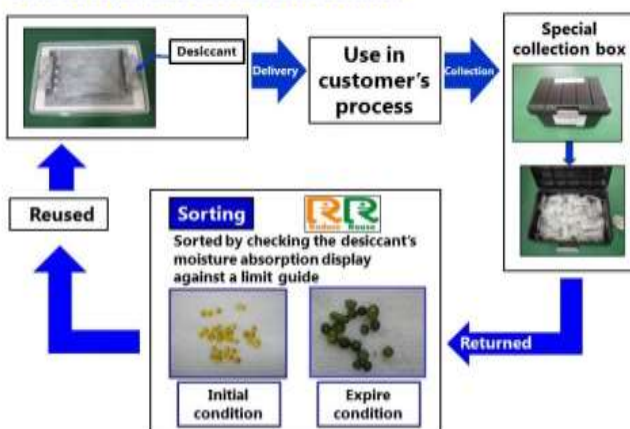 Desiccant
Delivery
Use in
customer's
process
Collection
Special
collection box
Reused
Sorting
Reduce
Reuse
Sorted by checking the desiccant's
moisture absorption display
against a limit guide
Returned
Initial
condition
Expire
condition